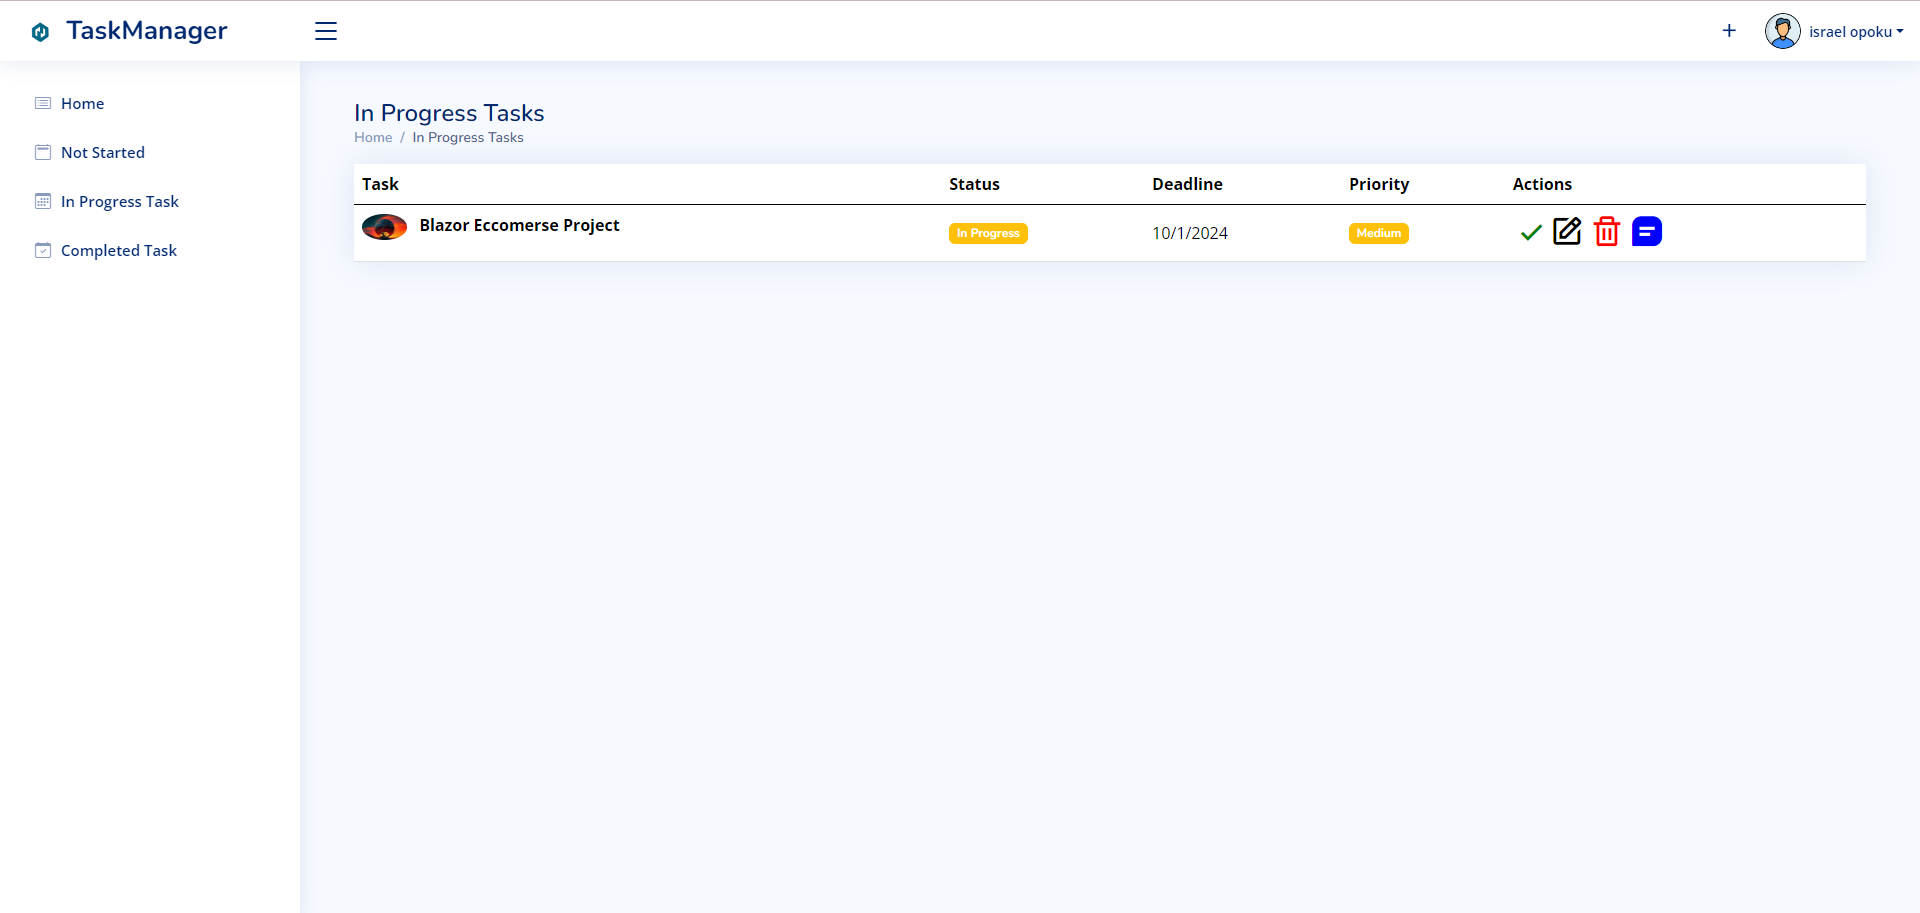 TaskManager
israel opoku
Home
Not Started
In Progress Task
Completed Task
In Progress Tasks
Home / In Progress Tasks
Task Status Deadline Priority Actions
Blazor Eccomerse Project In Progress 10/1/2024 Medium